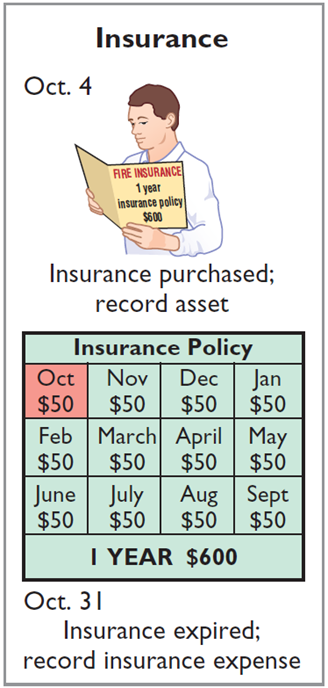 Insurance
Oct. 4
FIRE INSURANCE
1 year
insurance policy
$600
Insurance purchased;
record asset
Insurance Policy
Oct Nov Dec Jan
$50 $50 $50 $50
Feb March April May
$50 $50 $50 $50
June July Aug Sept
$50 $50 $50 $50
1 YEAR $600
Oct. 31
Insurance expired;
record insurance expense